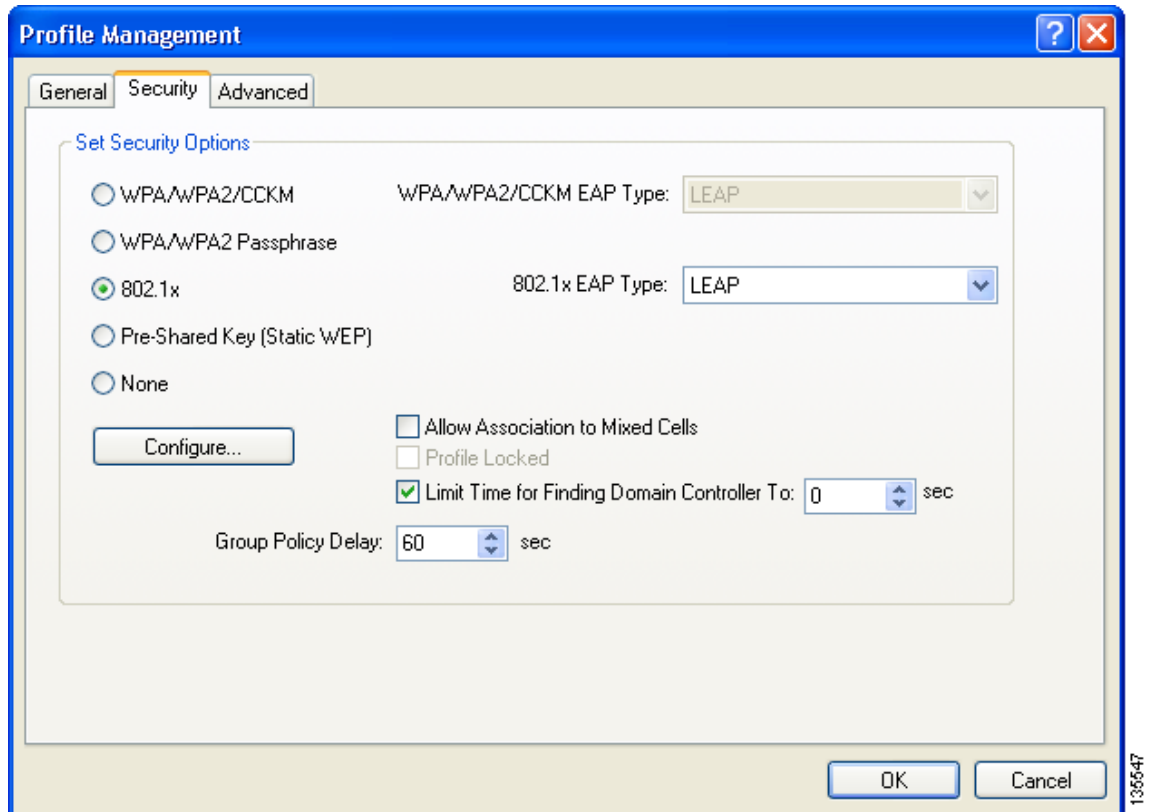 Profile Management
General
Security
Advanced
Set Security Options
WPA/WPA2/CCKM
WPA/WPA2/CCKM EAP Type:
LEAP
WPA/WPA2 Passphrase
802.1x
802.1x EAP Type:
LEAP
Pre-Shared Key (Static WEP)
None
Configure...
Allow Association to Mixed Cells
Profile Locked
Limit Time for Finding Domain Controller To:
0
sec
Group Policy Delay:
60
sec
OK
Cancel
135547